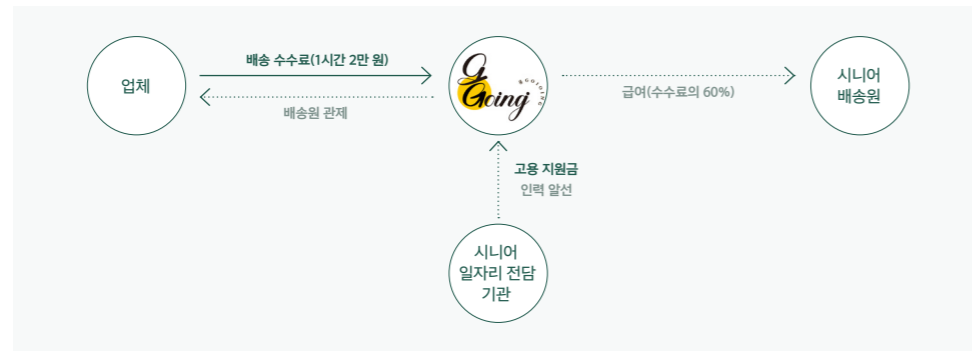 업체
배송 수수료(1시간 2만 원)
배송원 관제
g
Going
급여(수수료의 60%)
시니어
배송원
고용 지원금
인력 알선
시니어
일자리 전담
기관